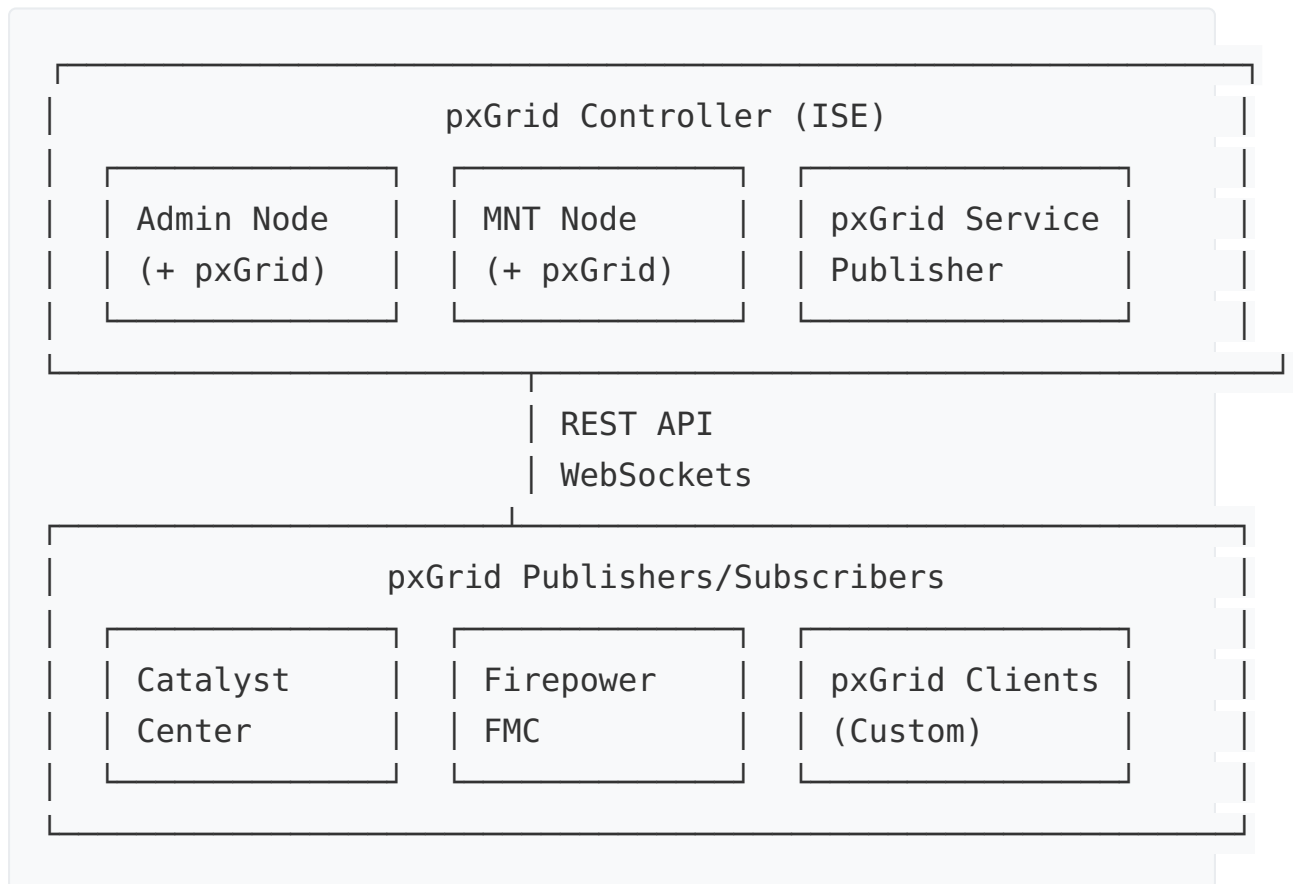 pxGrid Controller (ISE)
Admin Node MNT Node pxGrid Service
(+ pxGrid) (+ pxGrid) Publisher
REST API
WebSockets
pxGrid Publishers/Subscribers
Catalyst Firepower pxGrid Clients
Center FMC (Custom)